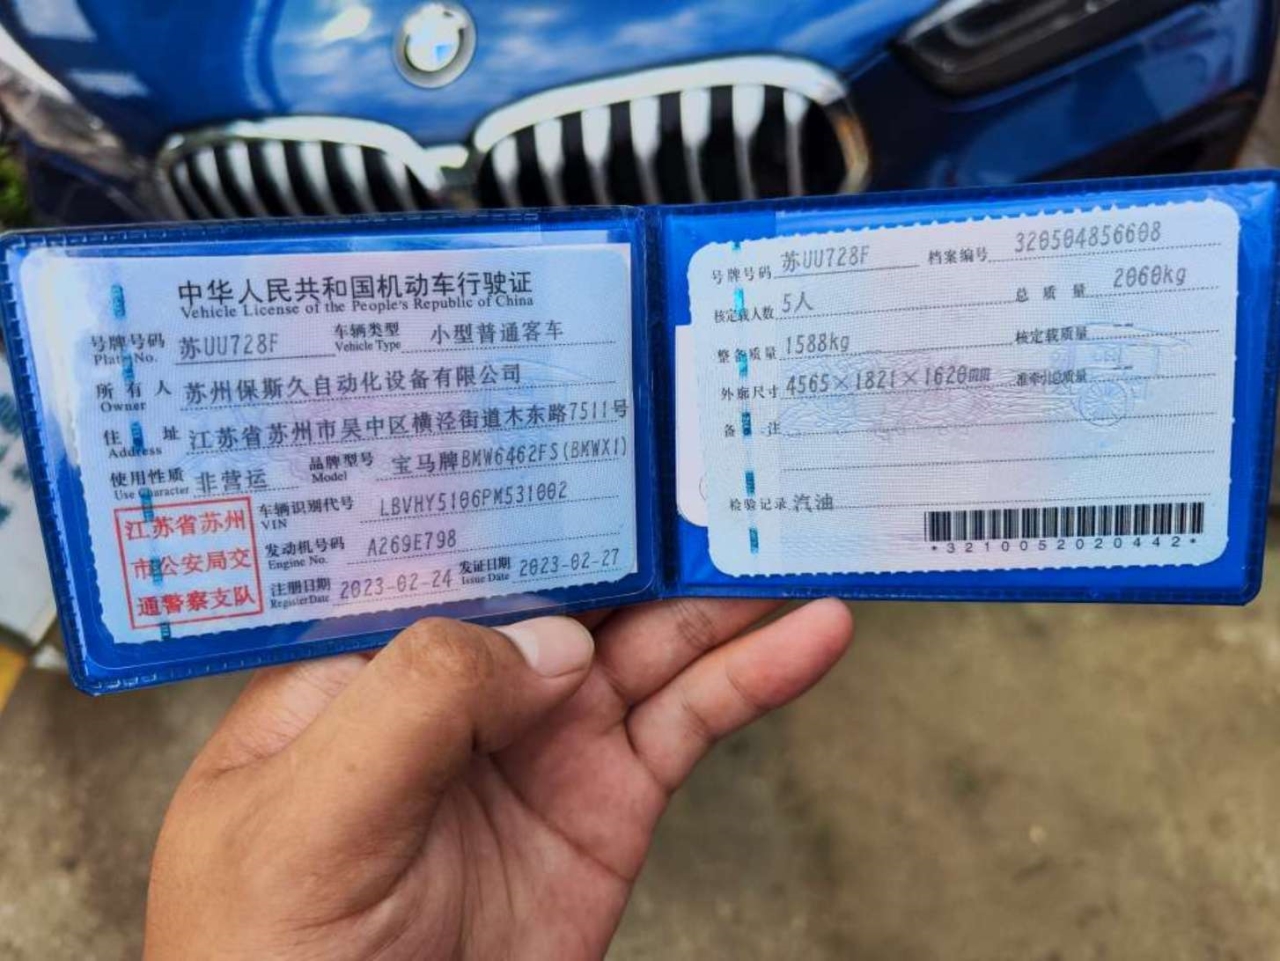 中华人民共和国机动车行驶证
Vehicle License of the People's Republic of China
号牌号码 苏UU728F 车辆类型 小型普通客车
Plate No. Vehicle Type
所有人 苏州保斯久自动化设备有限公司
Owner
住址 江苏省苏州市吴中区横泾街道木东路7511号
Address
使用性质 非营运 品牌型号 宝马牌BMW6462FS(BMWX1)
Use Character Model
江苏省苏州
市公安局交
通警察支队
车辆识别代号 LBVHY5106PM531002
VIN
发动机号码 A269E798
Engine No.
注册日期 2023-02-24 发证日期 2023-02-27
Register Date Issue Date
号牌号码 苏UU728F 档案编号 320504856608
核定载人数 5人 总质量 2060kg
整备质量 1588kg 核定载质量
外廓尺寸 4565×1821×1620 准牵引总质量
备注
检验记录 汽油
*3210052020442*